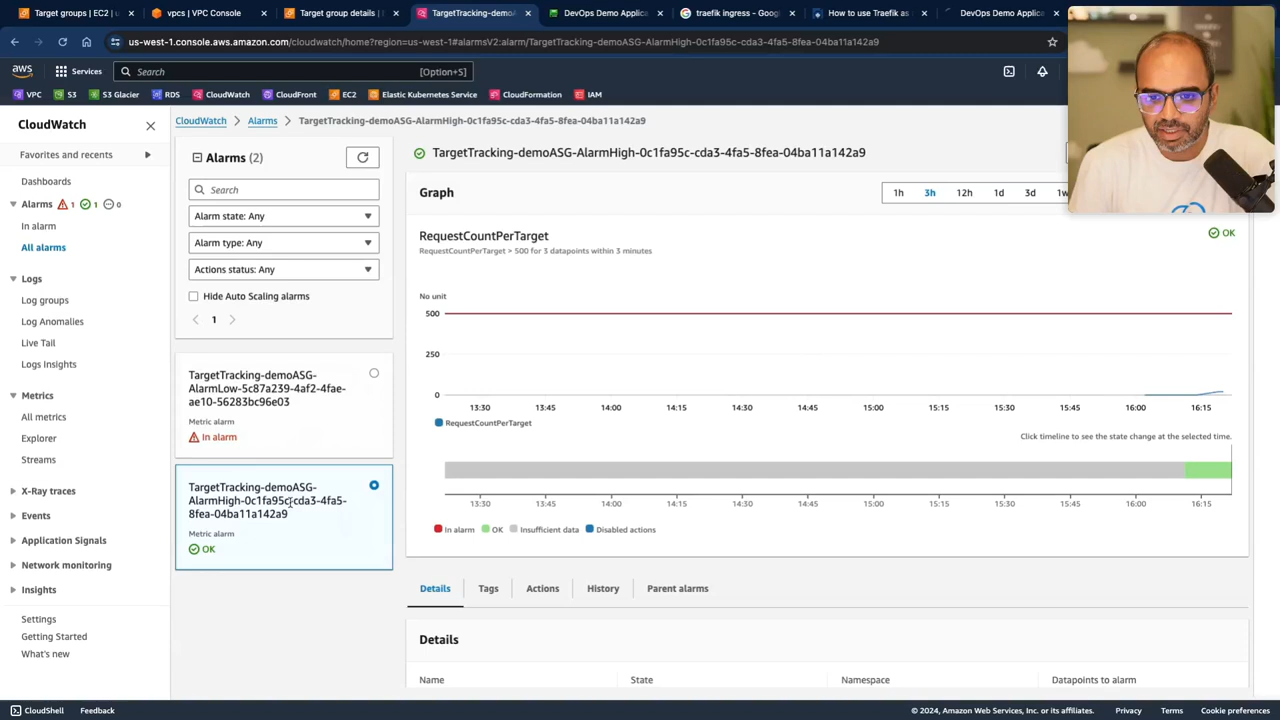 Target groups | EC2 |
vpcs | VPC Console
Target group details |
TargetTracking-demoAS
DevOps Demo Applica
traefik ingress - Goog
How to use Traefik as
DevOps Demo Applic
us-west-1.console.aws.amazon.com/cloudwatch/home?region=us-west-1#alarmsV2:alarm/TargetTracking-demoASG-AlarmHigh-0c1fa95c-cda3-4fa5-8fea-04ba11a142a9
aws
Services
Search
[Option+S]
VPC
S3
S3 Glacier
RDS
CloudWatch
CloudFront
EC2
Elastic Kubernetes Service
CloudFormation
IAM
CloudWatch
Favorites and recents
Dashboards
Alarms 1 1 0
In alarm
All alarms
Logs
Log groups
Log Anomalies
Live Tail
Logs Insights
Metrics
All metrics
Explorer
Streams
X-Ray traces
Events
Application Signals
Network monitoring
Insights
Settings
Getting Started
What's new
CloudWatch
Alarms
TargetTracking-demoASG-AlarmHigh-0c1fa95c-cda3-4fa5-8fea-04ba11a142a9
Alarms (2)
Search
Alarm state: Any
Alarm type: Any
Actions status: Any
Hide Auto Scaling alarms
1
TargetTracking-demoASG-
AlarmLow-5c87a239-4af2-4fae-
ae10-56283bc96e03
Metric alarm
In alarm
TargetTracking-demoASG-
AlarmHigh-0c1fa95c-cda3-4fa5-
8fea-04ba11a142a9
Metric alarm
OK
TargetTracking-demoASG-AlarmHigh-0c1fa95c-cda3-4fa5-8fea-04ba11a142a9
Graph
1h 3h 12h 1d 3d 1w
RequestCountPerTarget
OK
RequestCountPerTarget > 500 for 3 datapoints within 3 minutes
No unit
500
250
0
13:30 13:45 14:00 14:15 14:30 14:45 15:00 15:15 15:30 15:45 16:00 16:15
RequestCountPerTarget
Click timeline to see the state change at the selected time.
13:30 13:45 14:00 14:15 14:30 14:45 15:00 15:15 15:30 15:45 16:00 16:15
In alarm OK Insufficient data Disabled actions
Details
Tags
Actions
History
Parent alarms
Details
Name
State
Namespace
Datapoints to alarm
CloudShell
Feedback
© 2024, Amazon Web Services, Inc. or its affiliates.
Privacy
Terms
Cookie preferences